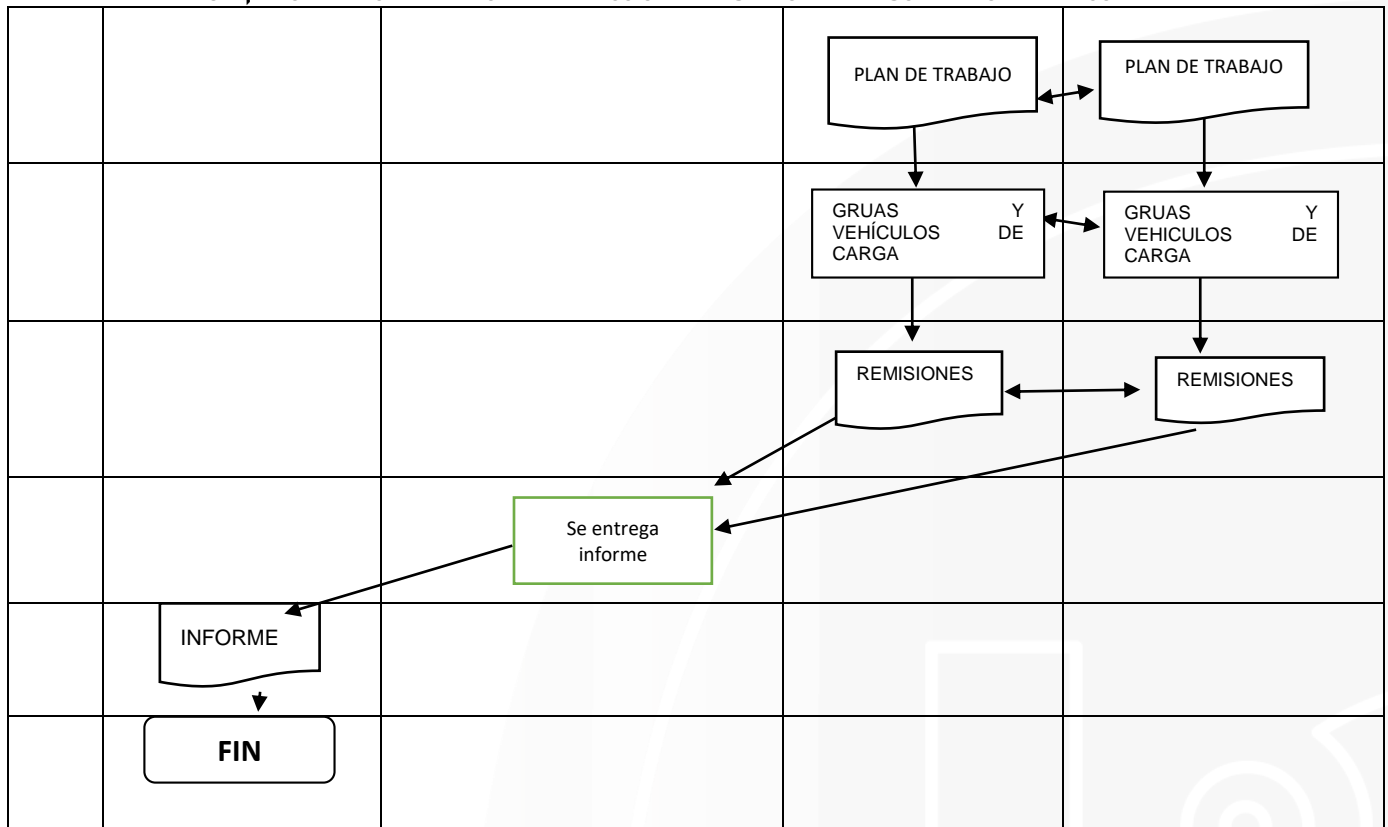 PLAN DE TRABAJO
PLAN DE TRABAJO
GRUAS Y
VEHÍCULOS DE
CARGA
GRUAS Y
VEHICULOS DE
CARGA
REMISIONES
REMISIONES
Se entrega
informe
INFORME
FIN